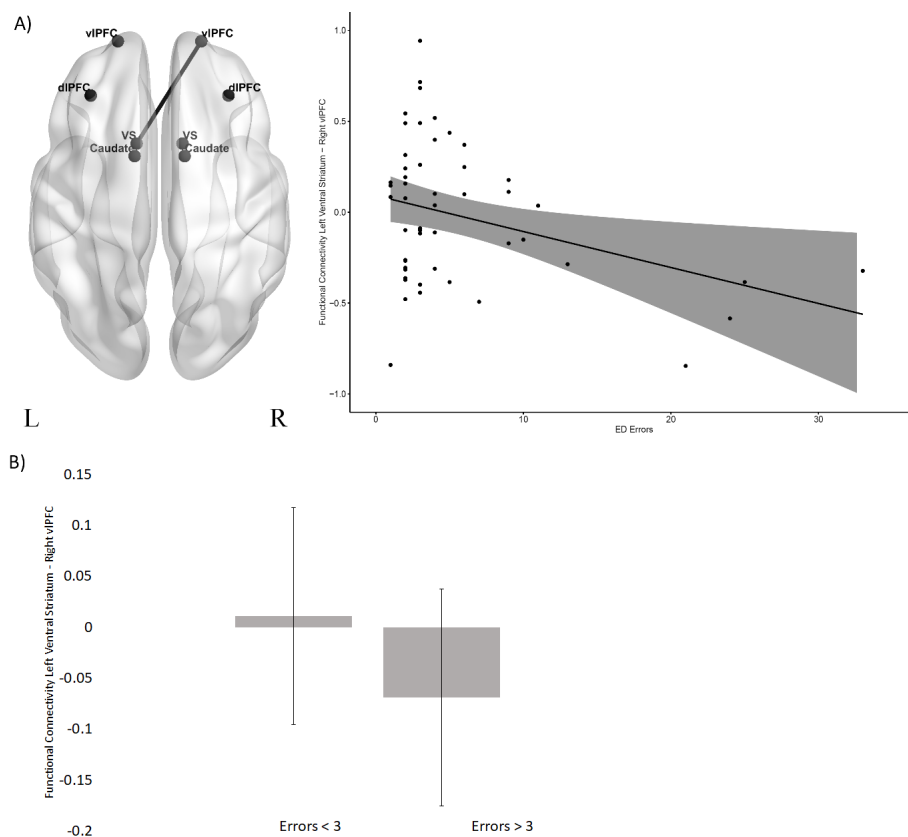 A)
vlPFC vlPFC
dlPFC dlPFC
VS VS
Caudate Caudate
L R
Functional Connectivity Left Ventral Striatum − Right vlPFC
1.0
0.5
0.0
−0.5
−1.0
0 10 20 30
ED Errors
B)
Functional Connectivity Left Ventral Striatum - Right vlPFC
0.15
0.1
0.05
0
-0.05
-0.1
-0.15
-0.2
Errors < 3 Errors > 3